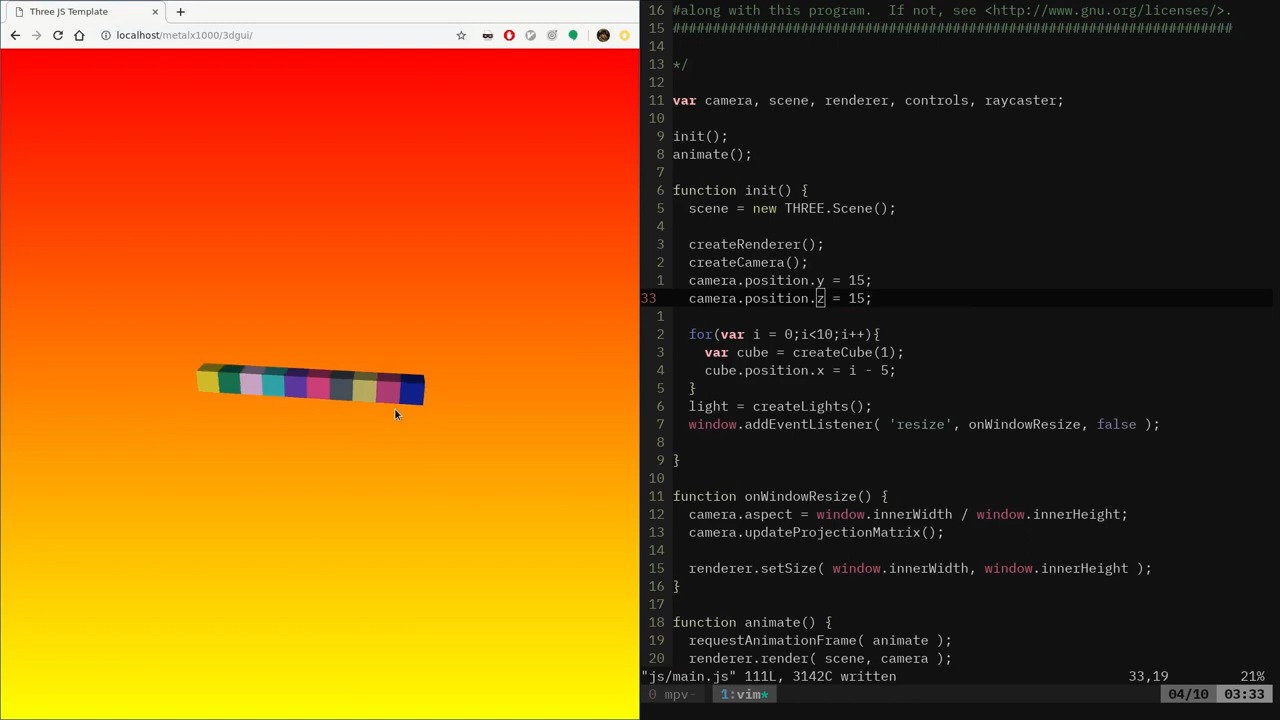 Three JS Template
localhost/metalx1000/3dgui/
16 #along with this program.  If not, see <http://www.gnu.org/licenses/>.
15 ######################################################################
14
13 */
12
11 var camera, scene, renderer, controls, raycaster;
10
9 init();
8 animate();
7
6 function init() {
5   scene = new THREE.Scene();
4
3   createRenderer();
2   createCamera();
1   camera.position.y = 15;
33   camera.position.z = 15;
1
2   for(var i = 0;i<10;i++){
3     var cube = createCube(1);
4     cube.position.x = i - 5;
5   }
6   light = createLights();
7   window.addEventListener( 'resize', onWindowResize, false );
8
9 }
10
11 function onWindowResize() {
12   camera.aspect = window.innerWidth / window.innerHeight;
13   camera.updateProjectionMatrix();
14
15   renderer.setSize( window.innerWidth, window.innerHeight );
16 }
17
18 function animate() {
19   requestAnimationFrame( animate );
20   renderer.render( scene, camera );
"js/main.js" 111L, 3142C written 33,19 21%
0 mpv- 1:vim* 04/10 03:33